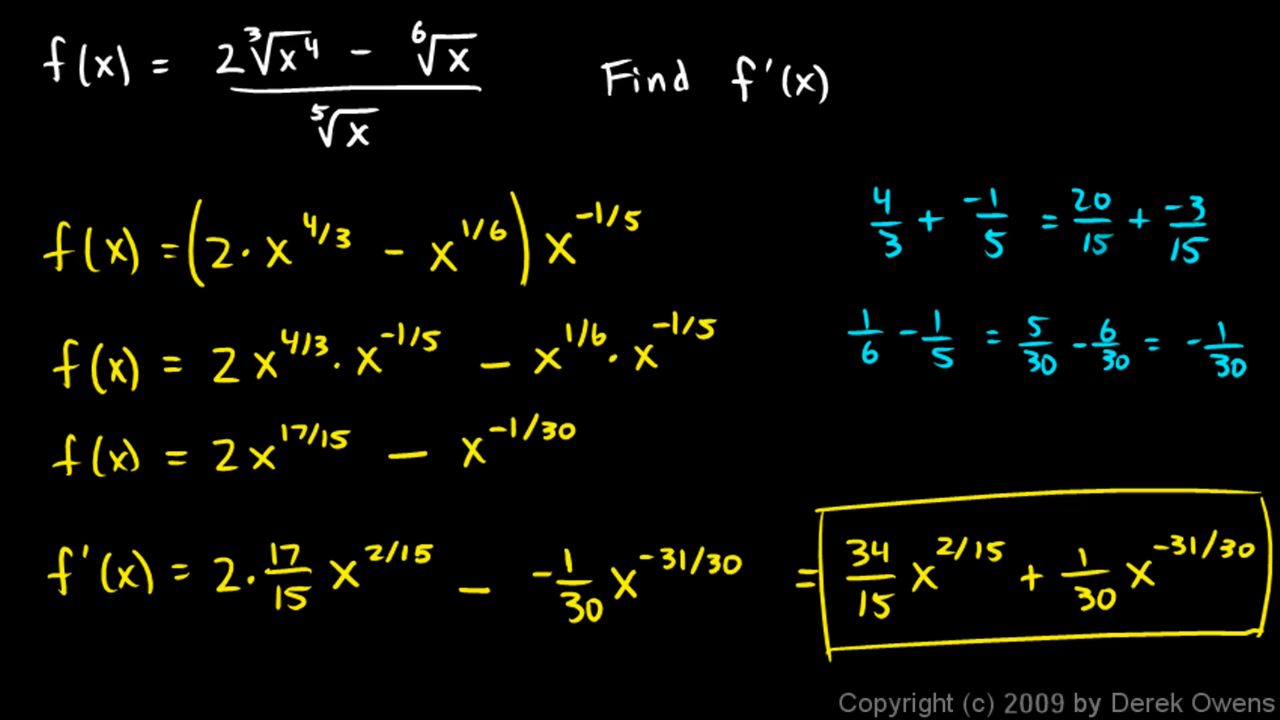 f(x) = (2∛x⁴ − ⁶√x) / ⁵√x   Find f'(x)
f(x) = (2·x^(4/3) − x^(1/6)) x^(-1/5)
4/3 + -1/5 = 20/15 + -3/15
f(x) = 2x^(4/3)·x^(-1/5) − x^(1/6)·x^(-1/5)
1/6 − 1/5 = 5/30 − 6/30 = -1/30
f(x) = 2x^(17/15) − x^(-1/30)
f'(x) = 2·17/15 x^(2/15) − -1/30 x^(-31/30) = 34/15 x^(2/15) + 1/30 x^(-31/30)
Copyright (c) 2009 by Derek Owens